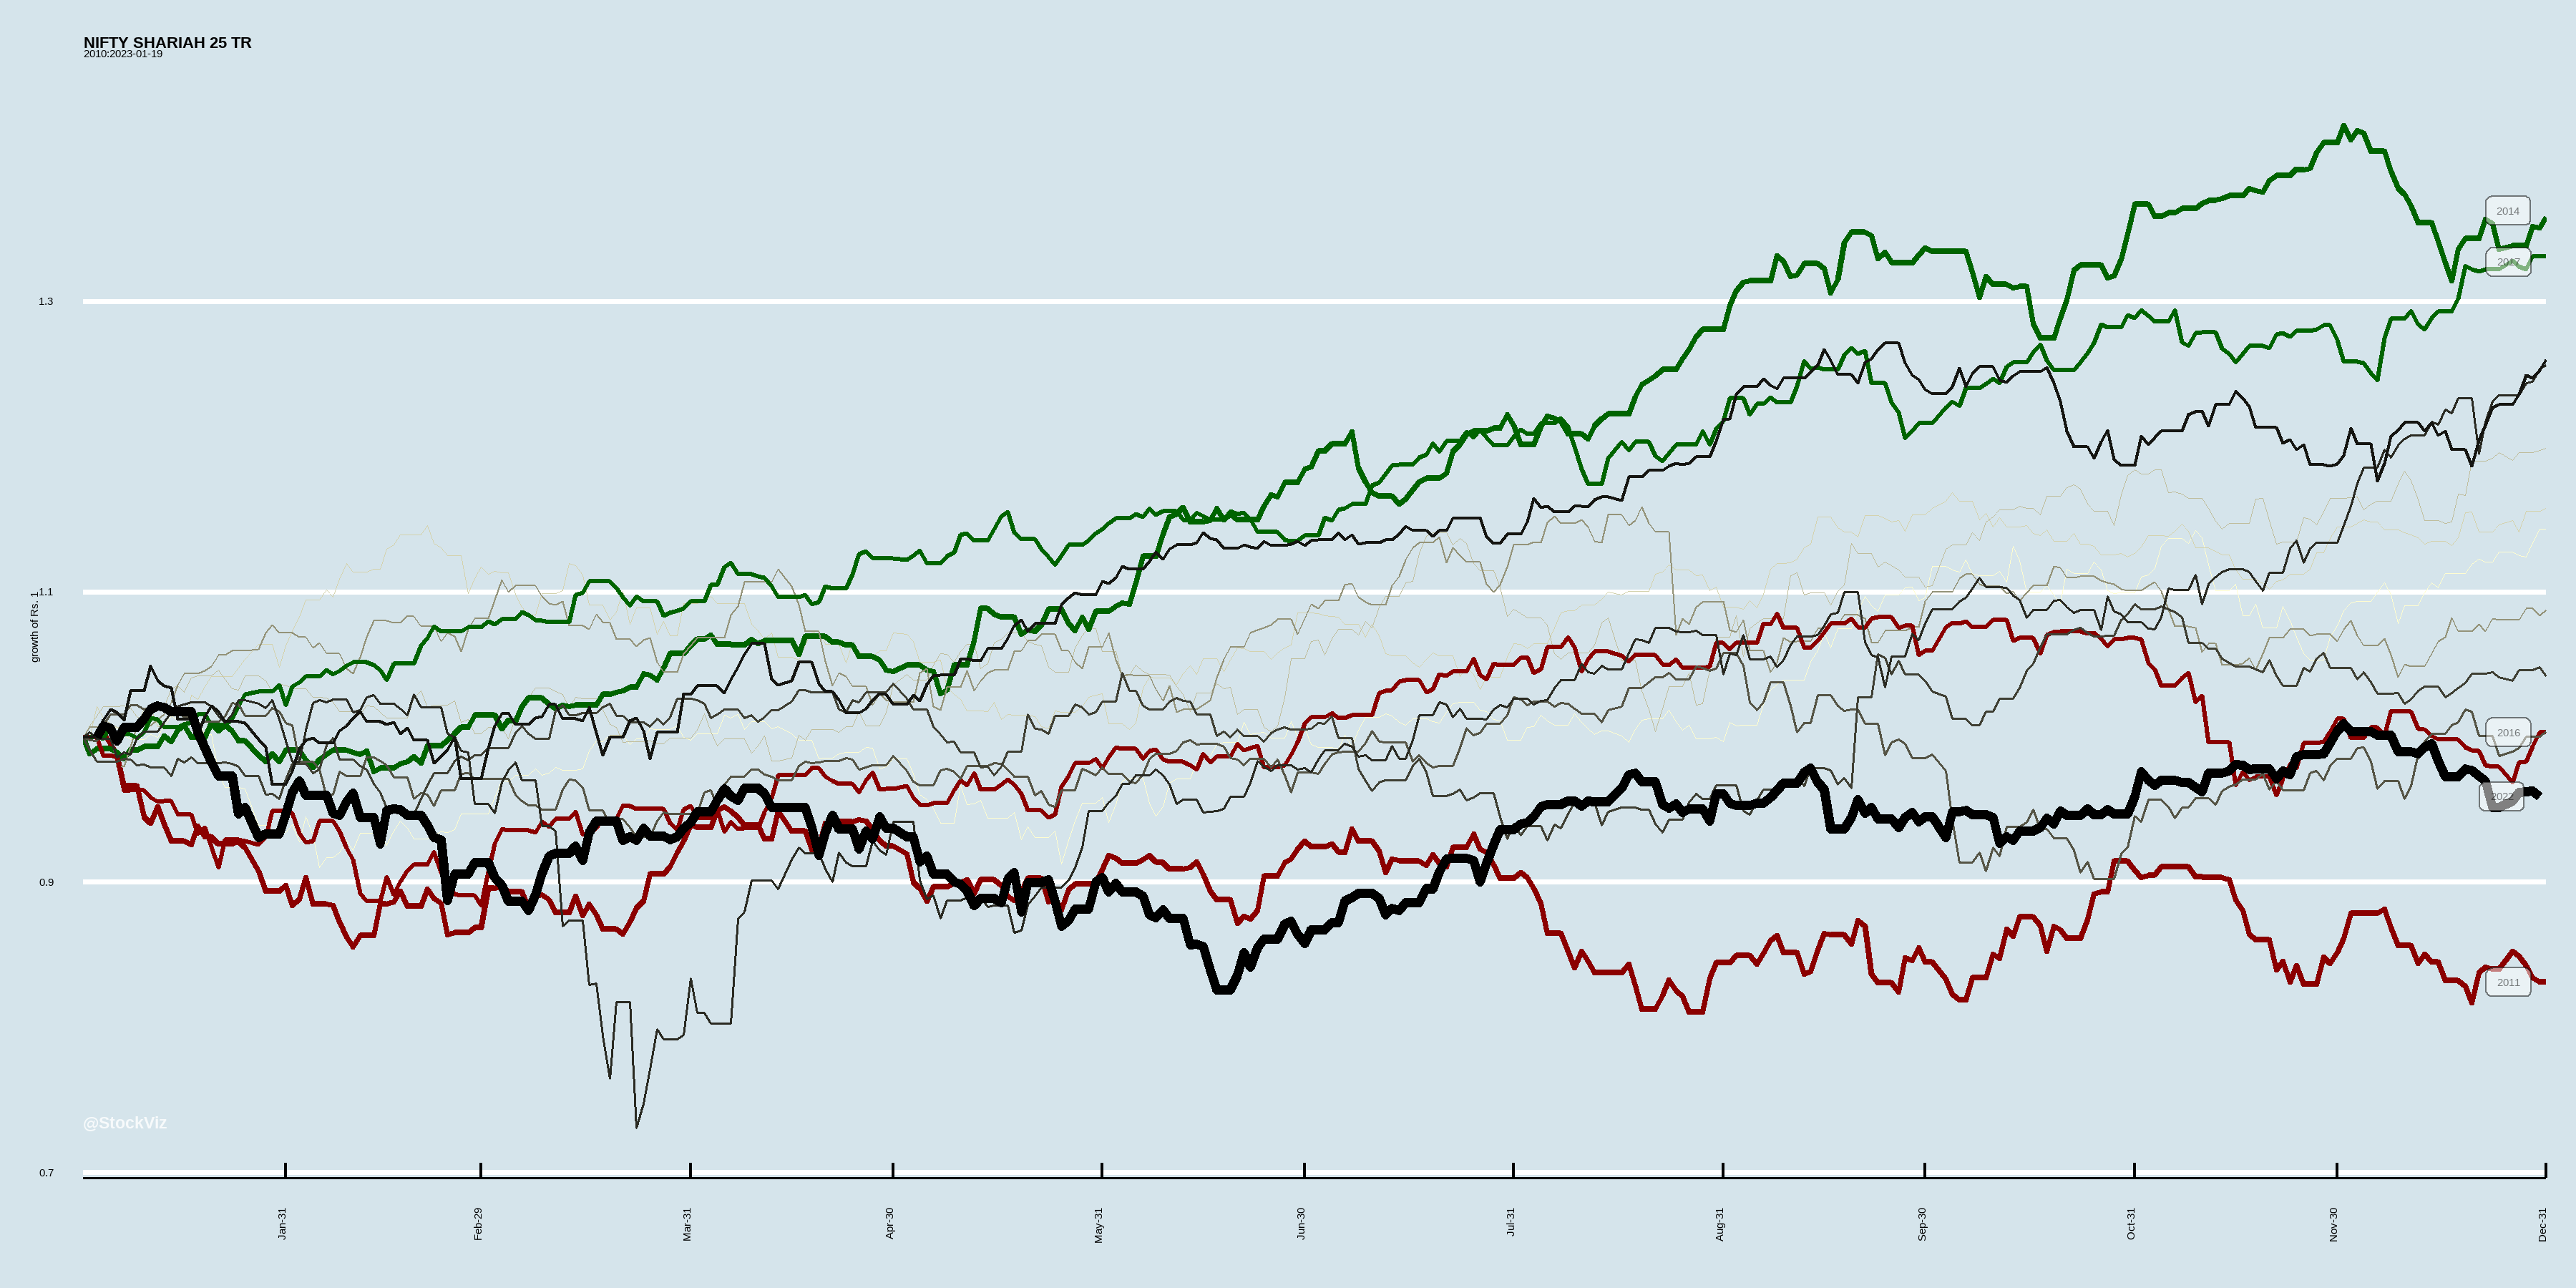 NIFTY SHARIAH 25 TR
2010:2023-01-19
2014
2017
1.3
1.1
growth of Rs. 1
2016
2022
0.9
2011
@StockViz
0.7
Jan-31
Feb-29
Mar-31
Apr-30
May-31
Jun-30
Jul-31
Aug-31
Sep-30
Oct-31
Nov-30
Dec-31